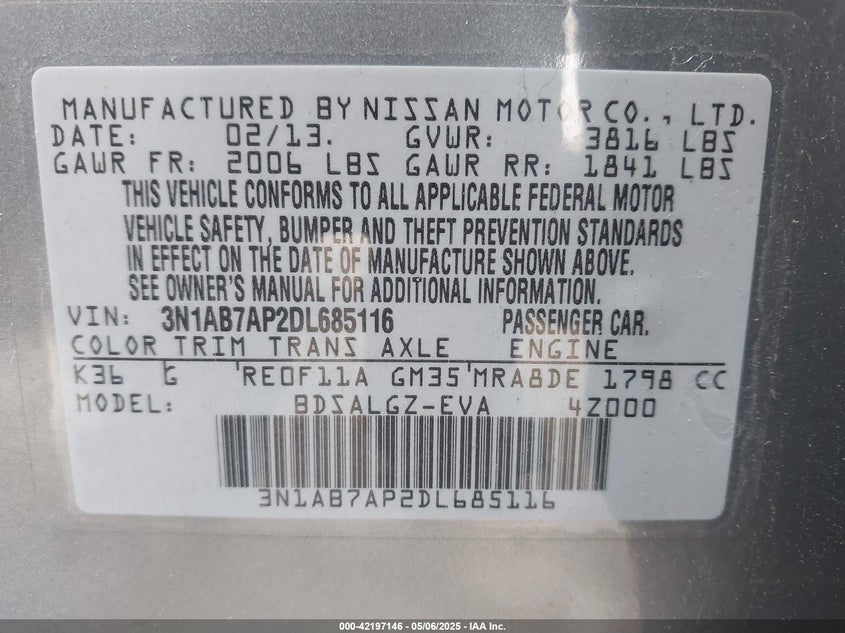 MANUFACTURED BY NISSAN MOTOR CO., LTD.
DATE: 02/13. GVWR: 3816 LBS
GAWR FR: 2006 LBS GAWR RR: 1841 LBS
THIS VEHICLE CONFORMS TO ALL APPLICABLE FEDERAL MOTOR
VEHICLE SAFETY, BUMPER AND THEFT PREVENTION STANDARDS
IN EFFECT ON THE DATE OF MANUFACTURE SHOWN ABOVE.
SEE OWNER'S MANUAL FOR ADDITIONAL INFORMATION.
VIN: 3N1AB7AP2DL685116 PASSENGER CAR.
COLOR TRIM TRANS AXLE ENGINE
K36 G 'RE0F11A GM35'MRA8DE 1798 CC
MODEL: BDSALGZ-EVA 4Z000
3N1AB7AP2DL685116
000-42197146 - 05/06/2025 - IAA Inc.